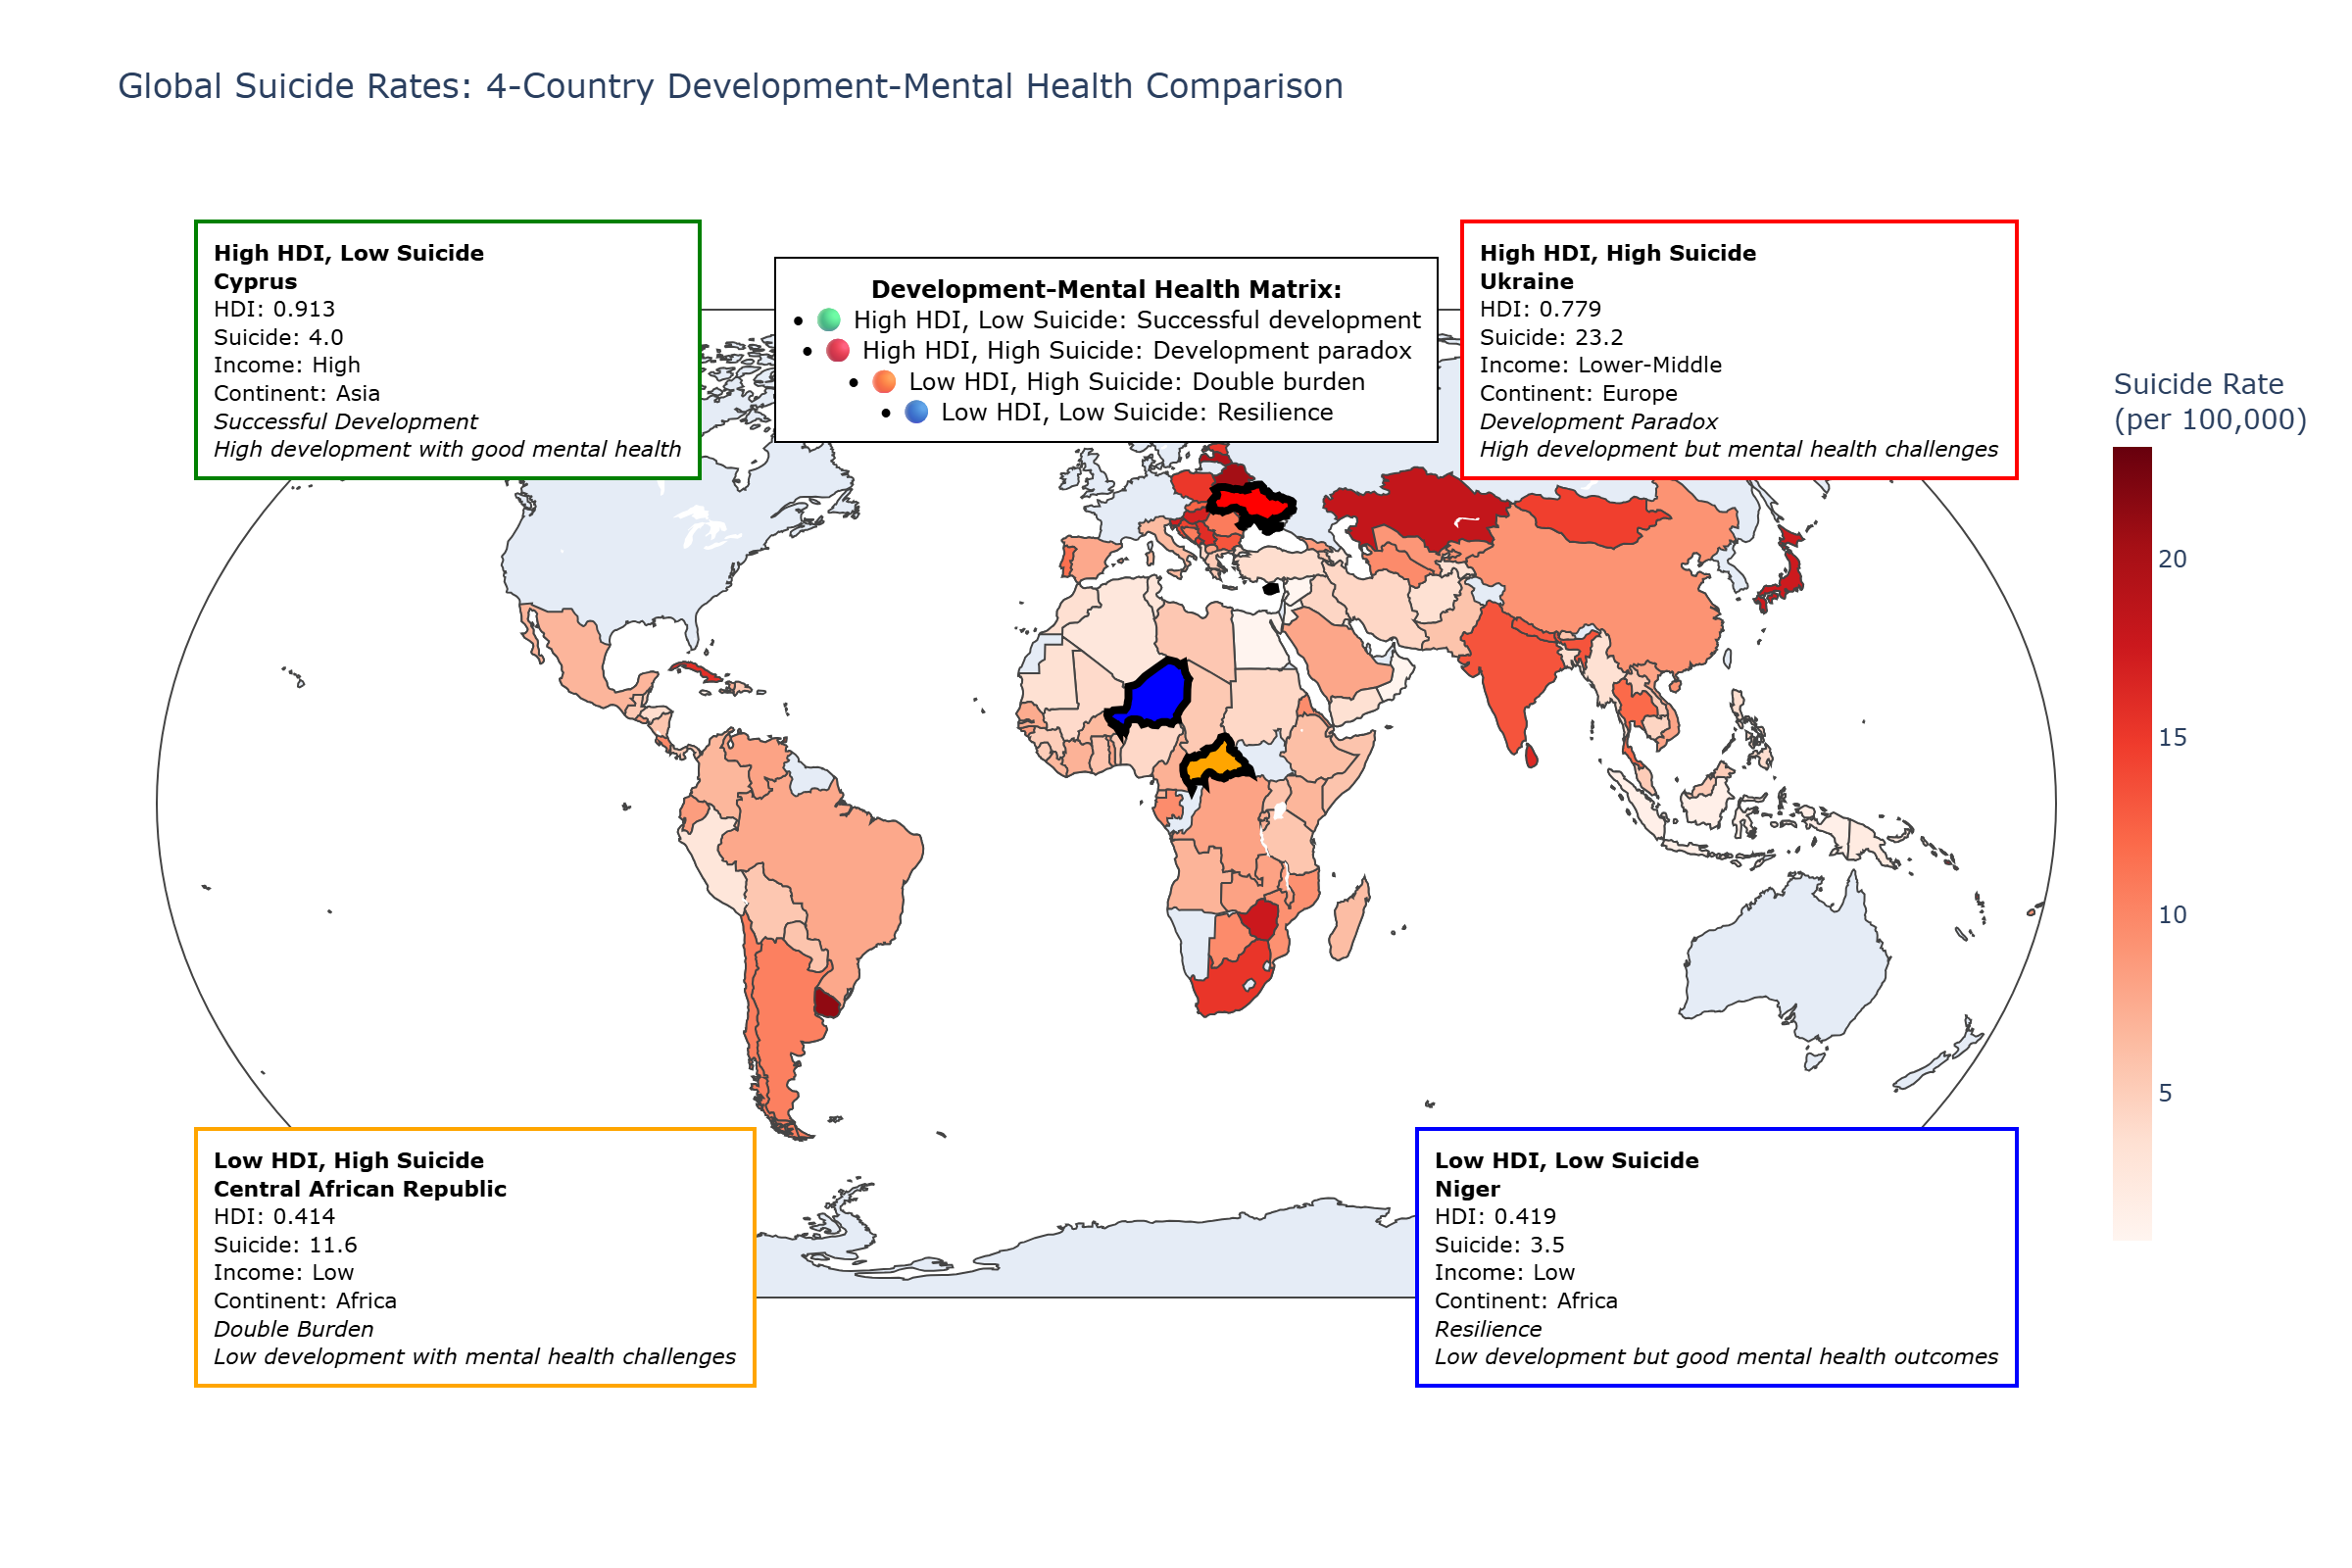 Global Suicide Rates: 4-Country Development-Mental Health Comparison
High HDI, Low Suicide
Cyprus
HDI: 0.913
Suicide: 4.0
Income: High
Continent: Asia
Successful Development
High development with good mental health
Development-Mental Health Matrix:
• High HDI, Low Suicide: Successful development
• High HDI, High Suicide: Development paradox
• Low HDI, High Suicide: Double burden
• Low HDI, Low Suicide: Resilience
High HDI, High Suicide
Ukraine
HDI: 0.779
Suicide: 23.2
Income: Lower-Middle
Continent: Europe
Development Paradox
High development but mental health challenges
Suicide Rate
(per 100,000)
20
15
10
5
Low HDI, High Suicide
Central African Republic
HDI: 0.414
Suicide: 11.6
Income: Low
Continent: Africa
Double Burden
Low development with mental health challenges
Low HDI, Low Suicide
Niger
HDI: 0.419
Suicide: 3.5
Income: Low
Continent: Africa
Resilience
Low development but good mental health outcomes